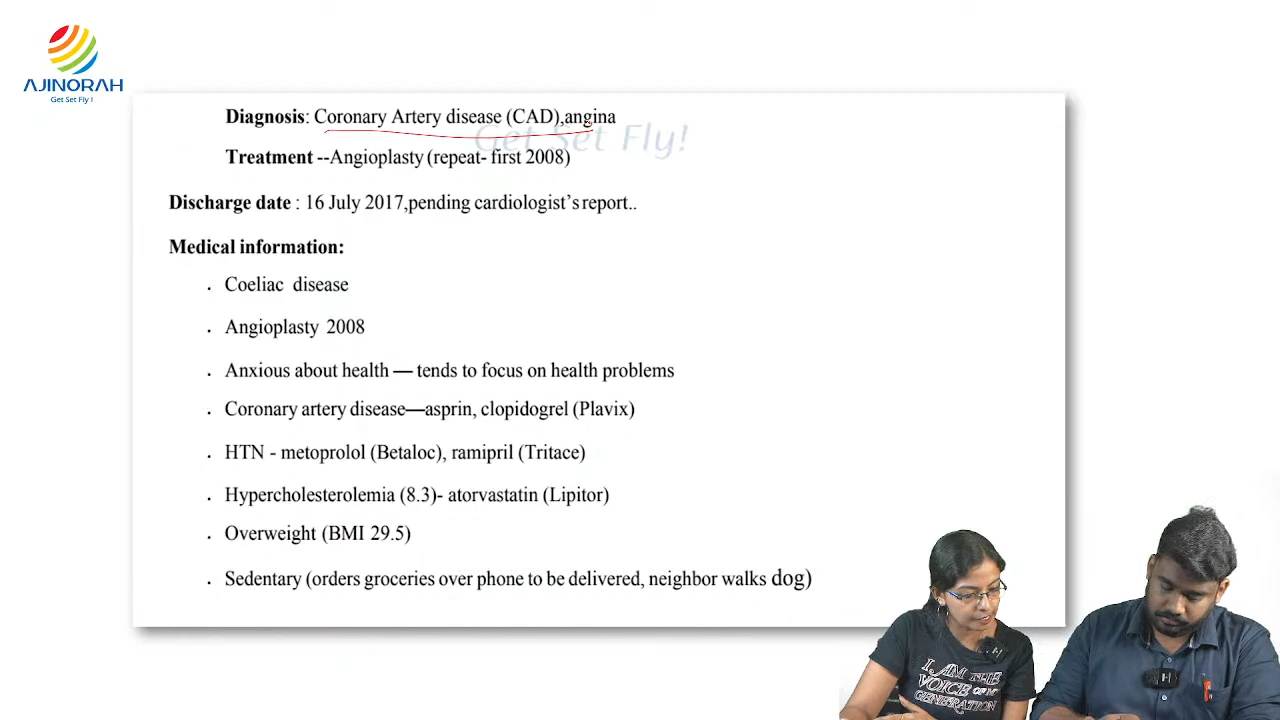 AJINORAH
Get Set Fly !
Diagnosis: Coronary Artery disease (CAD),angina
Get Set Fly!
Treatment --Angioplasty (repeat- first 2008)
Discharge date : 16 July 2017,pending cardiologist’s report..
Medical information:
. Coeliac disease
. Angioplasty 2008
. Anxious about health — tends to focus on health problems
. Coronary artery disease—asprin, clopidogrel (Plavix)
. HTN - metoprolol (Betaloc), ramipril (Tritace)
. Hypercholesterolemia (8.3)- atorvastatin (Lipitor)
. Overweight (BMI 29.5)
. Sedentary (orders groceries over phone to be delivered, neighbor walks dog)
I AM THE
VOICE OF MY
GENERATION